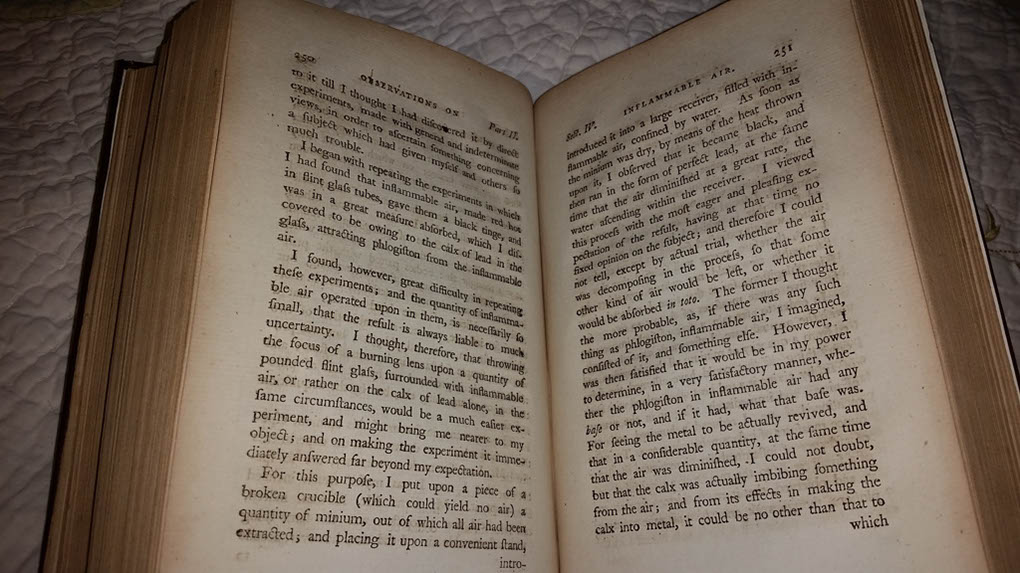 250 OBSERVATIONS ON Part II.
to it till I thought I had discovered it by direct
experiments, made with general and indeterminate
views, in order to ascertain something concerning
a ſubject which had given myſelf and others ſo
much trouble.
I began with repeating the experiments in which
I had found that inflammable air, made red hot
in flint glaſs tubes, gave them a black tinge, and
was in a great meaſure abſorbed, which I diſ-
covered to be owing to the calx of lead in the
glaſs, attracting phlogiſton from the inflammable
air.
I found, however, great difficulty in repeating
theſe experiments; and the quantity of inflamma-
ble air operated upon in them, is neceſſarily ſo
ſmall, that the reſult is always liable to much
uncertainty. I thought, therefore, that throwing
the focus of a burning lens upon a quantity of
pounded flint glaſs, ſurrounded with inflammable
air, or rather on the calx of lead alone, in the
ſame circumſtances, would be a much eaſier ex-
periment, and might bring me nearer to my
object; and on making the experiment it imme-
diately anſwered far beyond my expectation.
For this purpoſe, I put upon a piece of a
broken crucible (which could yield no air) a
quantity of minium, out of which all air had been
extracted; and placing it upon a convenient ſtand,
intro-
Sect. IV. INFLAMMABLE AIR. 251
introduced it into a large receiver, filled with in-
flammable air, confined by water. As ſoon as
the minium was dry, by means of the heat thrown
upon it, I obſerved that it became black, and
then ran in the form of perfect lead, at the ſame
time that the air diminiſhed at a great rate, the
water aſcending within the receiver. I viewed
this proceſs with the moſt eager and pleaſing ex-
pectation of the reſult, having at that time no
fixed opinion on the ſubject; and therefore I could
not tell, except by actual trial, whether the air
was decompoſing in the proceſs, ſo that ſome
other kind of air would be left, or whether it
would be abſorbed in toto. The former I thought
the more probable, as, if there was any ſuch
thing as phlogiſton, inflammable air, I imagined,
conſiſted of it, and ſomething elſe. However, I
was then ſatisfied that it would be in my power
to determine, in a very ſatisfactory manner, whe-
ther the phlogiſton in inflammable air had any
baſe or not, and if it had, what that baſe was.
For ſeeing the metal to be actually revived, and
that in a conſiderable quantity, at the ſame time
that the air was diminiſhed, I could not doubt,
but that the calx was actually imbibing ſomething
from the air; and from its effects in making the
calx into metal, it could be no other than that to
which